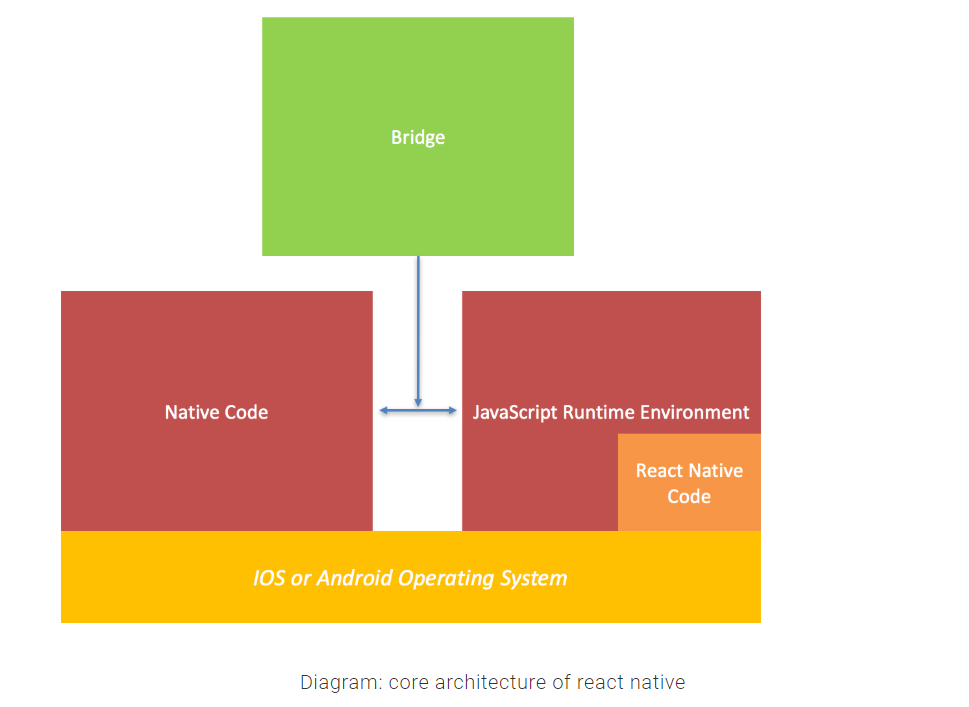 Bridge
Native Code
JavaScript Runtime Environment
React Native
Code
IOS or Android Operating System
Diagram: core architecture of react native